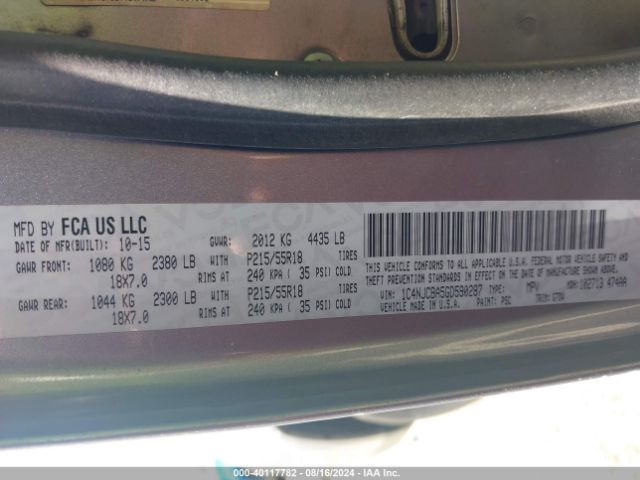 MFD BY FCA US LLC
DATE OF MFR(BUILT): 10-15 GVWR: 2012 KG 4435 LB
GAWR FRONT: 1080 KG 2380 LB WITH P215/55R18 TIRES
18X7.0 RIMS AT 240 KPA ( 35 PSI) COLD
GAWR REAR: 1044 KG 2300 LB WITH P215/55R18 TIRES
18X7.0 RIMS AT 240 KPA ( 35 PSI) COLD
THIS VEHICLE CONFORMS TO ALL APPLICABLE U.S.A. FEDERAL MOTOR VEHICLE SAFETY AND
THEFT PREVENTION STANDARDS IN EFFECT ON THE DATE OF MANUFACTURE SHOWN ABOVE.
VIN: 1C4NJCBA5GD590287 TYPE: MPV MDH: 102713 474AA
VEHICLE MADE IN U.S.A. PAINT: PSC TRIM:
000-40117782 - 08/16/2024 - IAA Inc.